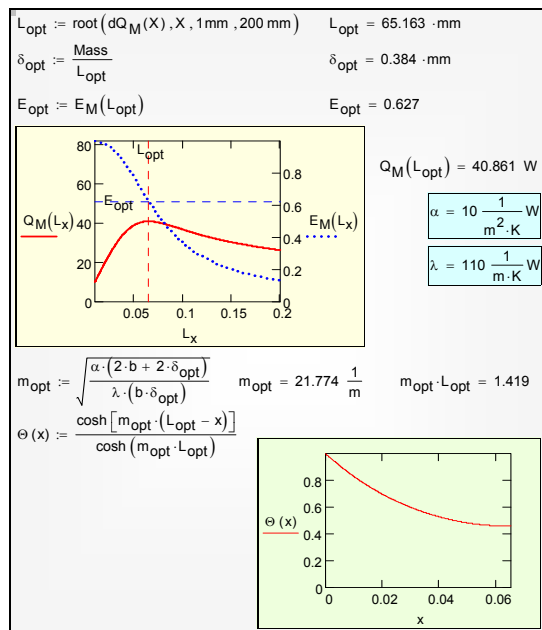 L_opt := root(dQ_M(X), X, 1mm, 200 mm) L_opt = 65.163 ·mm
δ_opt := Mass / L_opt δ_opt = 0.384 ·mm
E_opt := E_M(L_opt) E_opt = 0.627
80
60
40
20
0
L_opt
E_opt
Q_M(L_x)
0.8
0.6
0.4
0.2
0
E_M(L_x)
0.05 0.1 0.15 0.2
L_x
Q_M(L_opt) = 40.861 W
α = 10 1/(m²·K) W
λ = 110 1/(m·K) W
m_opt := √(α·(2·b + 2·δ_opt) / λ·(b·δ_opt)) m_opt = 21.774 1/m m_opt·L_opt = 1.419
Θ(x) := cosh[m_opt·(L_opt − x)] / cosh(m_opt·L_opt)
0.8
0.6
0.4
0.2
0
Θ(x)
0 0.02 0.04 0.06
x